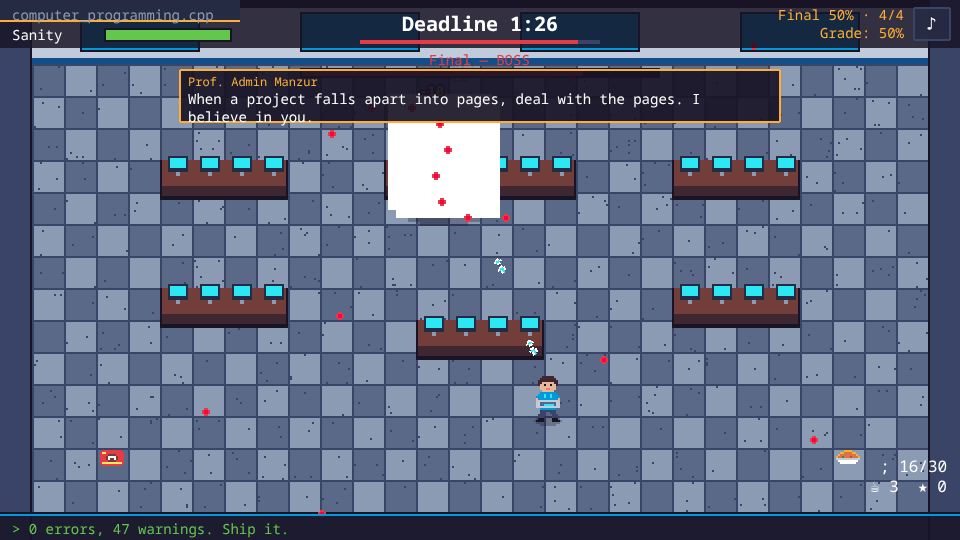 computer programming.cpp
Sanity
Deadline 1:26
Final 50% · 4/4
Grade: 50%
♪
Final — BOSS
Prof. Admin Manzur
When a project falls apart into pages, deal with the pages. I
believe in you.
; 16/30
☕ 3 ★ 0
> 0 errors, 47 warnings. Ship it.